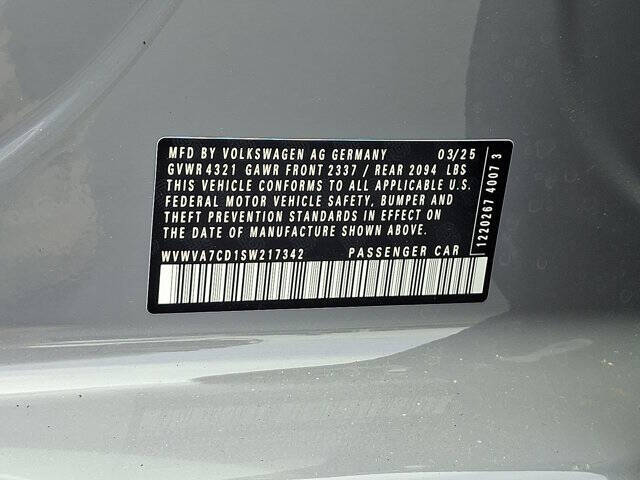 MFD BY VOLKSWAGEN AG GERMANY 03/25
GVWR 4321 GAWR FRONT 2337 / REAR 2094 LBS
THIS VEHICLE CONFORMS TO ALL APPLICABLE U.S.
FEDERAL MOTOR VEHICLE SAFETY, BUMPER AND
THEFT PREVENTION STANDARDS IN EFFECT ON
THE DATE OF MANUFACTURE SHOWN ABOVE.
WVWVA7CD1SW217342 PASSENGER CAR
1220267 4007 3